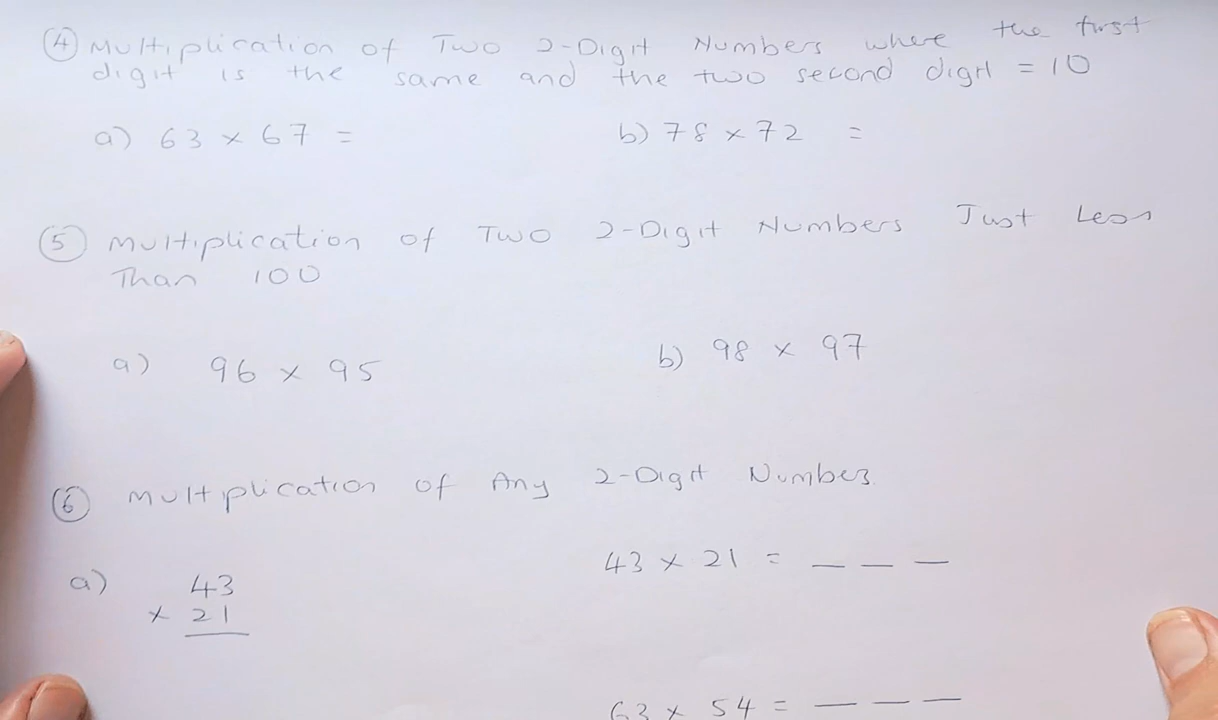 4 Multiplication of Two 2-Digit Numbers where the first
digit is the same and the two second digit = 10
a) 63 × 67 =
b) 78 × 72 =
5 Multiplication of Two 2-Digit Numbers Just Less
Than 100
a) 96 × 95
b) 98 × 97
6 Multiplication of Any 2-Digit Number
43 × 21 = _ _ _
a) 43
× 21
63 × 54 = _ _ _